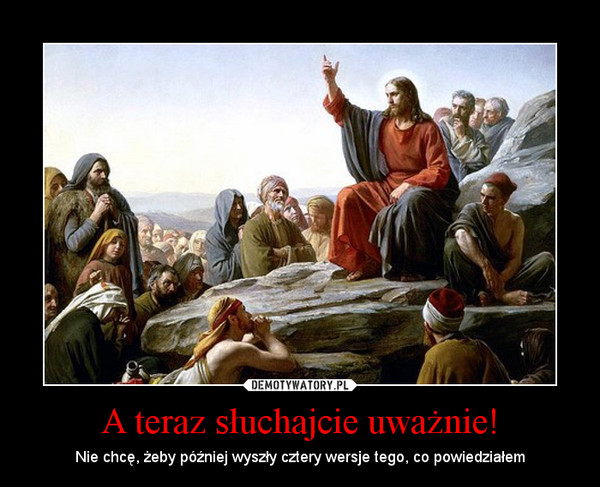 DEMOTYWATORY.PL
A teraz słuchajcie uważnie!
Nie chcę, żeby później wyszły cztery wersje tego, co powiedziałem